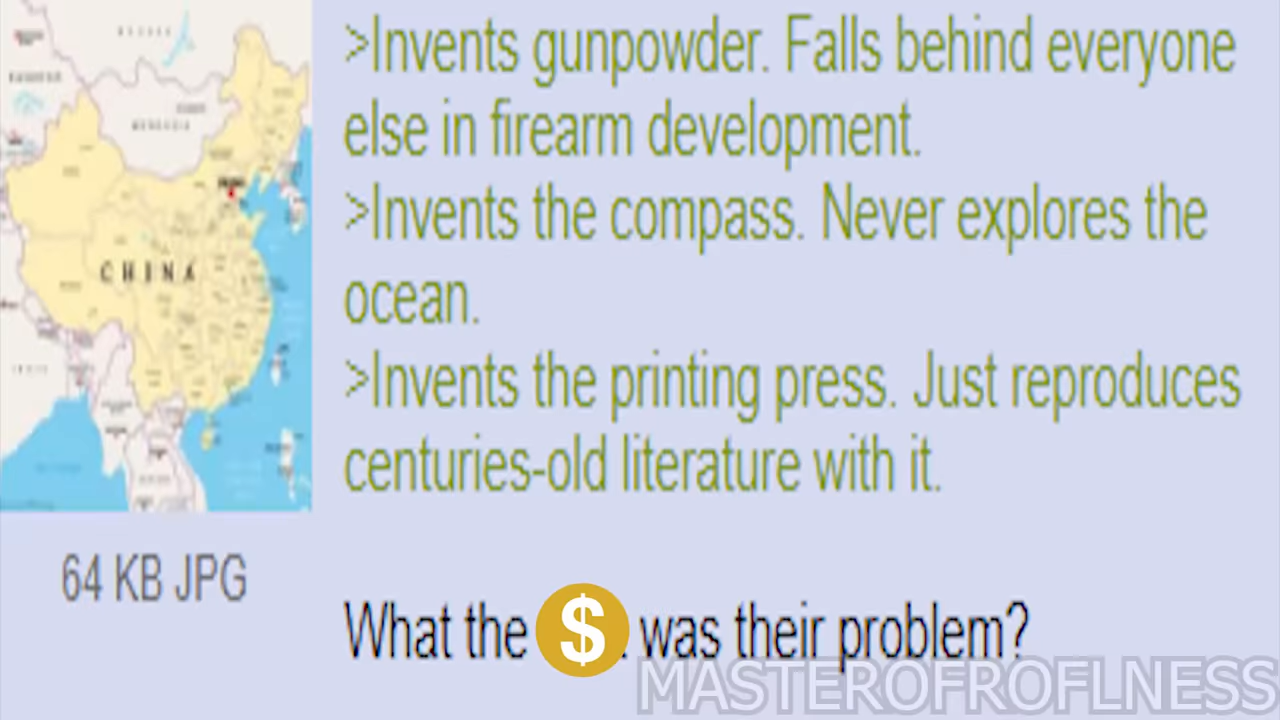 >Invents gunpowder. Falls behind everyone
else in firearm development.
>Invents the compass. Never explores the
ocean.
>Invents the printing press. Just reproduces
centuries-old literature with it.
CHINA
64 KB JPG
What the $ was their problem?
MASTEROFROFLNESS